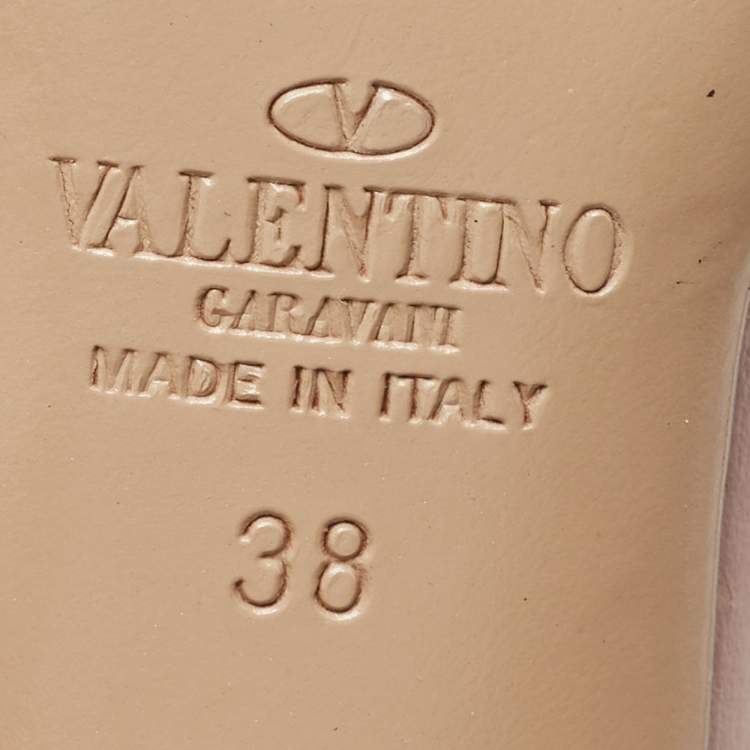 V
VALENTINO
GARAVANI
MADE IN ITALY
38